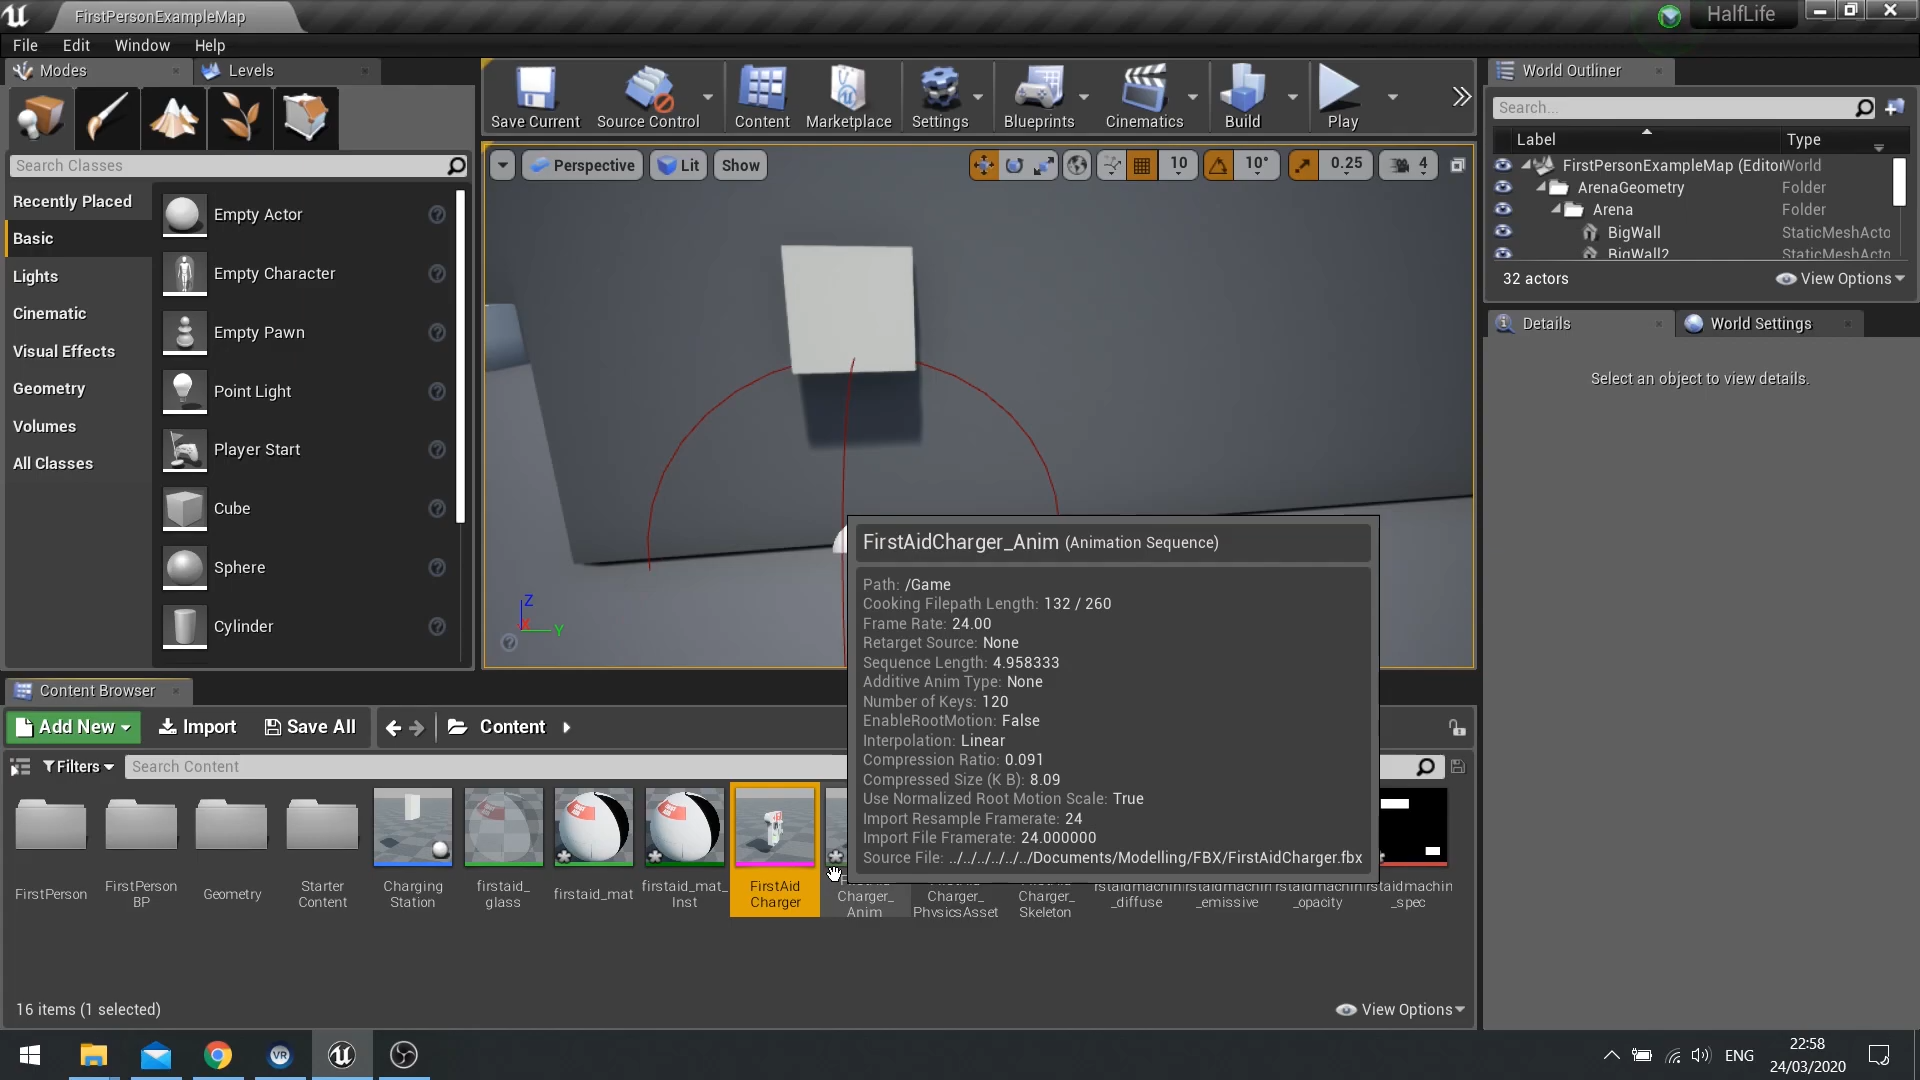 FirstPersonExampleMap
HalfLife
File Edit Window Help
Modes
Levels
Search Classes
Recently Placed
Basic
Lights
Cinematic
Visual Effects
Geometry
Volumes
All Classes
Empty Actor
Empty Character
Empty Pawn
Point Light
Player Start
Cube
Sphere
Cylinder
Save Current
Source Control
Content
Marketplace
Settings
Blueprints
Cinematics
Build
Play
Perspective
Lit
Show
10
10°
0.25
4
Z
Y
World Outliner
Search...
Label
Type
FirstPersonExampleMap (Editor World
ArenaGeometry Folder
Arena Folder
BigWall StaticMeshActo
BigWall2 StaticMeshActo
32 actors
View Options
Details
World Settings
Select an object to view details.
FirstAidCharger_Anim (Animation Sequence)
Path: /Game
Cooking Filepath Length: 132 / 260
Frame Rate: 24.00
Retarget Source: None
Sequence Length: 4.958333
Additive Anim Type: None
Number of Keys: 120
EnableRootMotion: False
Interpolation: Linear
Compression Ratio: 0.091
Compressed Size (K B): 8.09
Use Normalized Root Motion Scale: True
Import Resample Framerate: 24
Import File Framerate: 24.000000
Source File: ../../../../../../Documents/Modelling/FBX/FirstAidCharger.fbx
Content Browser
Add New
Import
Save All
Content
Filters
Search Content
FirstPerson
FirstPerson
BP
Geometry
Starter
Content
Charging
Station
firstaid_
glass
firstaid_mat
firstaid_mat_
Inst
FirstAid
Charger
Charger_
Anim
Charger_
PhysicsAsset
Charger_
Skeleton
rstaidmachin
_diffuse
rstaidmachin
_emissive
rstaidmachin
_opacity
rstaidmachin
_spec
16 items (1 selected)
View Options
VR
ENG
22:58
24/03/2020